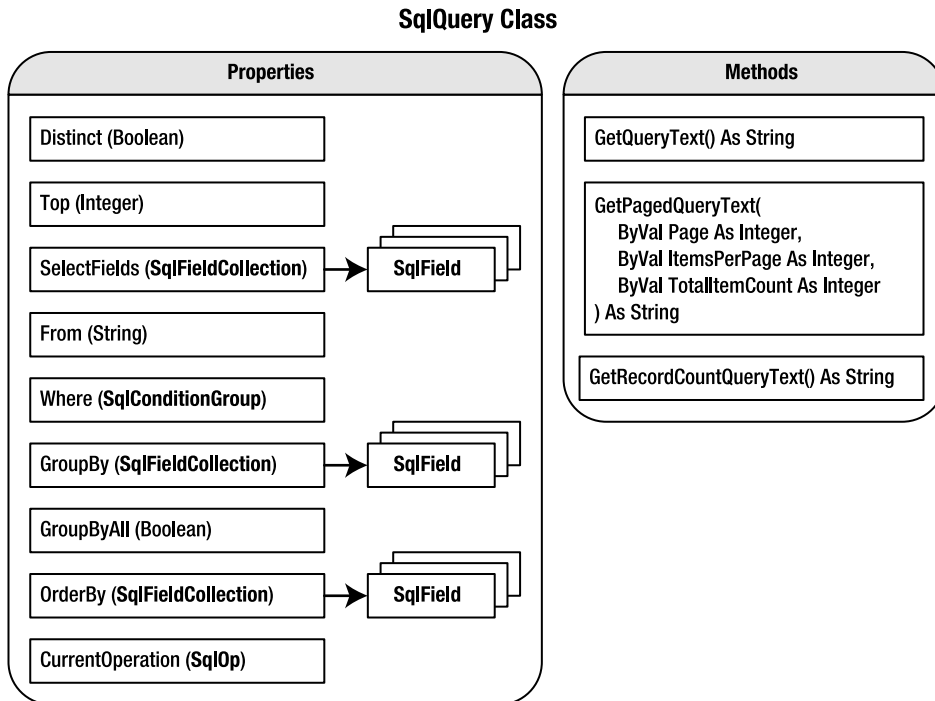 SqlQuery Class
Properties
Distinct (Boolean)
Top (Integer)
SelectFields (SqlFieldCollection)
SqlField
From (String)
Where (SqlConditionGroup)
GroupBy (SqlFieldCollection)
SqlField
GroupByAll (Boolean)
OrderBy (SqlFieldCollection)
SqlField
CurrentOperation (SqlOp)
Methods
GetQueryText() As String
GetPagedQueryText(
ByVal Page As Integer,
ByVal ItemsPerPage As Integer,
ByVal TotalItemCount As Integer
) As String
GetRecordCountQueryText() As String